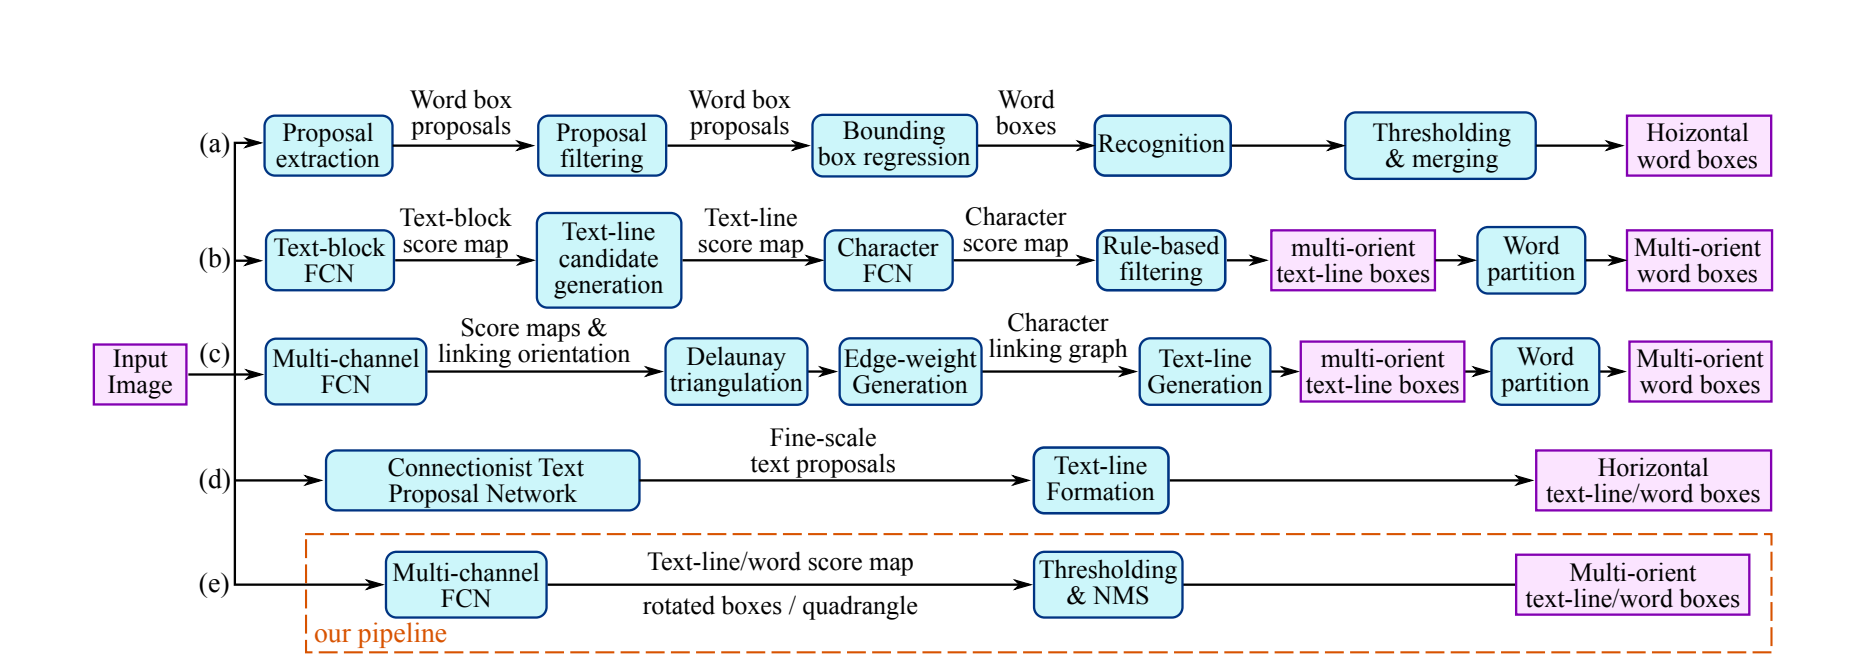 Word box
proposals
Word box
proposals
Word
boxes
(a)
Proposal
extraction
Proposal
filtering
Bounding
box regression
Recognition
Thresholding
& merging
Hoizontal
word boxes
Text-block
score map
Text-line
score map
Character
score map
(b)
Text-block
FCN
Text-line
candidate
generation
Character
FCN
Rule-based
filtering
multi-orient
text-line boxes
Word
partition
Multi-orient
word boxes
Input
Image
Score maps &
linking orientation
Character
linking graph
(c)
Multi-channel
FCN
Delaunay
triangulation
Edge-weight
Generation
Text-line
Generation
multi-orient
text-line boxes
Word
partition
Multi-orient
word boxes
Fine-scale
text proposals
(d)
Connectionist Text
Proposal Network
Text-line
Formation
Horizontal
text-line/word boxes
(e)
Multi-channel
FCN
Text-line/word score map
rotated boxes / quadrangle
Thresholding
& NMS
Multi-orient
text-line/word boxes
our pipeline